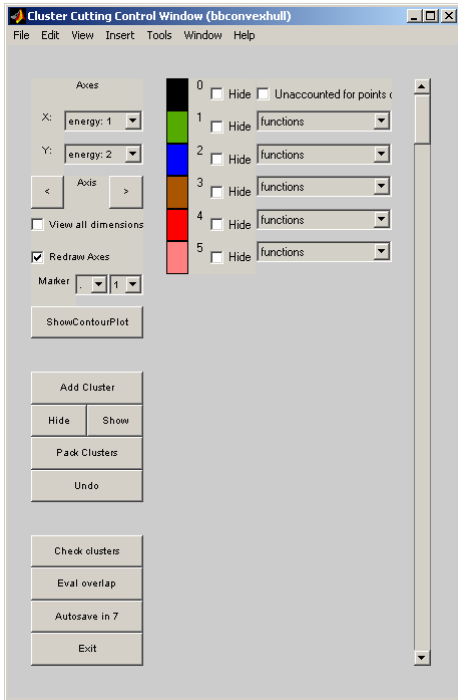 Cluster Cutting Control Window (bbconvexhull)
File Edit View Insert Tools Window Help
Axes
X: energy: 1
Y: energy: 2
< Axis >
View all dimensions
Redraw Axes
Marker . 1
ShowContourPlot
Add Cluster
Hide Show
Pack Clusters
Undo
Check clusters
Eval overlap
Autosave in 7
Exit
0 Hide Unaccounted for points
1 Hide functions
2 Hide functions
3 Hide functions
4 Hide functions
5 Hide functions